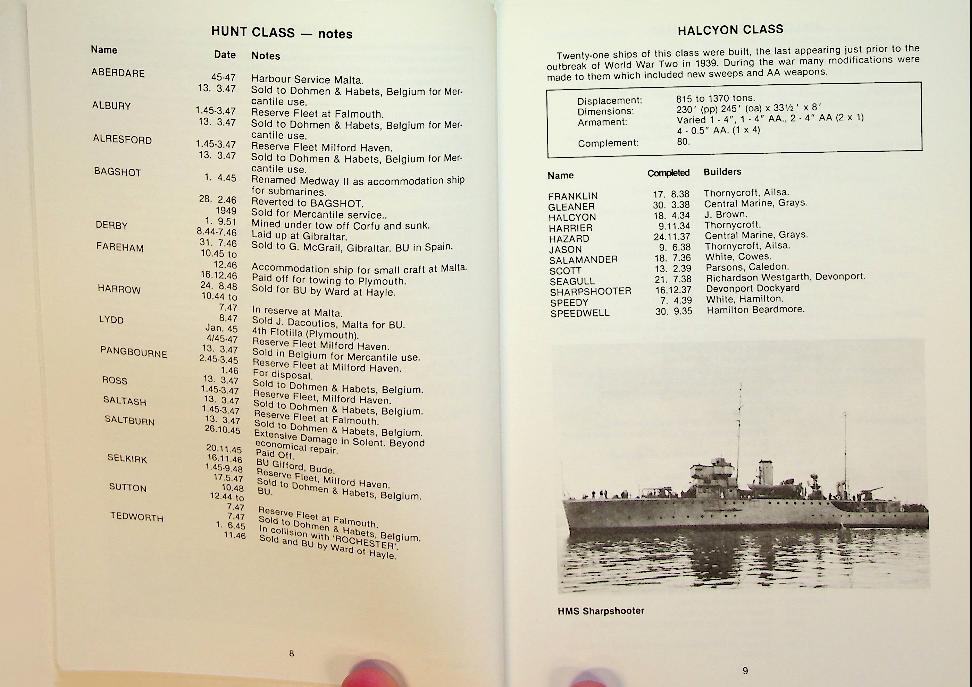 HUNT CLASS — notes
Name Date Notes
ABERDARE 45-47 Harbour Service Malta.
13. 3.47 Sold to Dohmen & Habets, Belgium for Mer-
cantile use.
ALBURY 1.45-3.47 Reserve Fleet at Falmouth.
13. 3.47 Sold to Dohmen & Habets, Belgium for Mer-
cantile use.
ALRESFORD 1.45-3.47 Reserve Fleet Milford Haven.
13. 3.47 Sold to Dohmen & Habets, Belgium for Mer-
cantile use.
BAGSHOT 1. 4.45 Renamed Medway II as accommodation ship
for submarines.
28. 2.46 Reverted to BAGSHOT.
1949 Sold for Mercantile service..
1. 9.51 Mined under tow off Corfu and sunk.
DERBY 8.44-7.46 Laid up at Gibraltar.
31. 7.46 Sold to G. McGrail, Gibraltar. BU in Spain.
FAREHAM 10.45 to
12.46 Accommodation ship for small craft at Malta.
16.12.46 Paid off for towing to Plymouth.
24. 8.48 Sold for BU by Ward at Hayle.
HARROW 10.44 to
7.47 In reserve at Malta.
8.47 Sold J. Dacoutios, Malta for BU.
LYDD Jan. 45 4th Flotilla (Plymouth).
4/45-47 Reserve Fleet Milford Haven.
13. 3.47 Sold in Belgium for Mercantile use.
PANGBOURNE 2.45-3.45 Reserve Fleet at Milford Haven.
1.46 For disposal.
13. 3.47 Sold to Dohmen & Habets, Belgium.
ROSS 1.45-3.47 Reserve Fleet, Milford Haven.
13. 3.47 Sold to Dohmen & Habets, Belgium.
SALTASH 1.45-3.47 Reserve Fleet at Falmouth.
13. 3.47 Sold to Dohmen & Habets, Belgium.
SALTBURN 26.10.45 Extensive Damage in Solent. Beyond
economical repair.
20.11.45 Paid Off.
16.11.46 BU Gifford, Bude.
SELKIRK 1.45-9.48 Reserve Fleet, Milford Haven.
17.5.47 Sold to Dohmen & Habets, Belgium.
10.48 BU.
SUTTON 12.44 to
7.47 Reserve Fleet at Falmouth.
7.47 Sold to Dohmen & Habets, Belgium.
TEDWORTH 1. 6.45 In collision with 'ROCHESTER'.
11.46 Sold and BU by Ward of Hayle.
8
HALCYON CLASS
Twenty-one ships of this class were built, the last appearing just prior to the
outbreak of World War Two in 1939. During the war many modifications were
made to them which included new sweeps and AA weapons.
Displacement: 815 to 1370 tons.
Dimensions: 230' (pp) 245' (oa) x 33½' x 8'
Armament: Varied 1 - 4", 1 - 4" AA., 2 - 4" AA (2 x 1)
4 - 0.5" AA. (1 x 4)
Complement: 80.
Name Completed Builders
FRANKLIN 17. 8.38 Thornycroft, Ailsa.
GLEANER 30. 3.38 Central Marine, Grays.
HALCYON 18. 4.34 J. Brown.
HARRIER 9.11.34 Thornycroft.
HAZARD 24.11.37 Central Marine, Grays.
JASON 9. 6.38 Thornycroft, Ailsa.
SALAMANDER 18. 7.36 White, Cowes.
SCOTT 13. 2.39 Parsons, Caledon.
SEAGULL 21. 7.38 Richardson Westgarth, Devonport.
SHARPSHOOTER 16.12.37 Devonport Dockyard
SPEEDY 7. 4.39 White, Hamilton.
SPEEDWELL 30. 9.35 Hamilton Beardmore.
HMS Sharpshooter
9